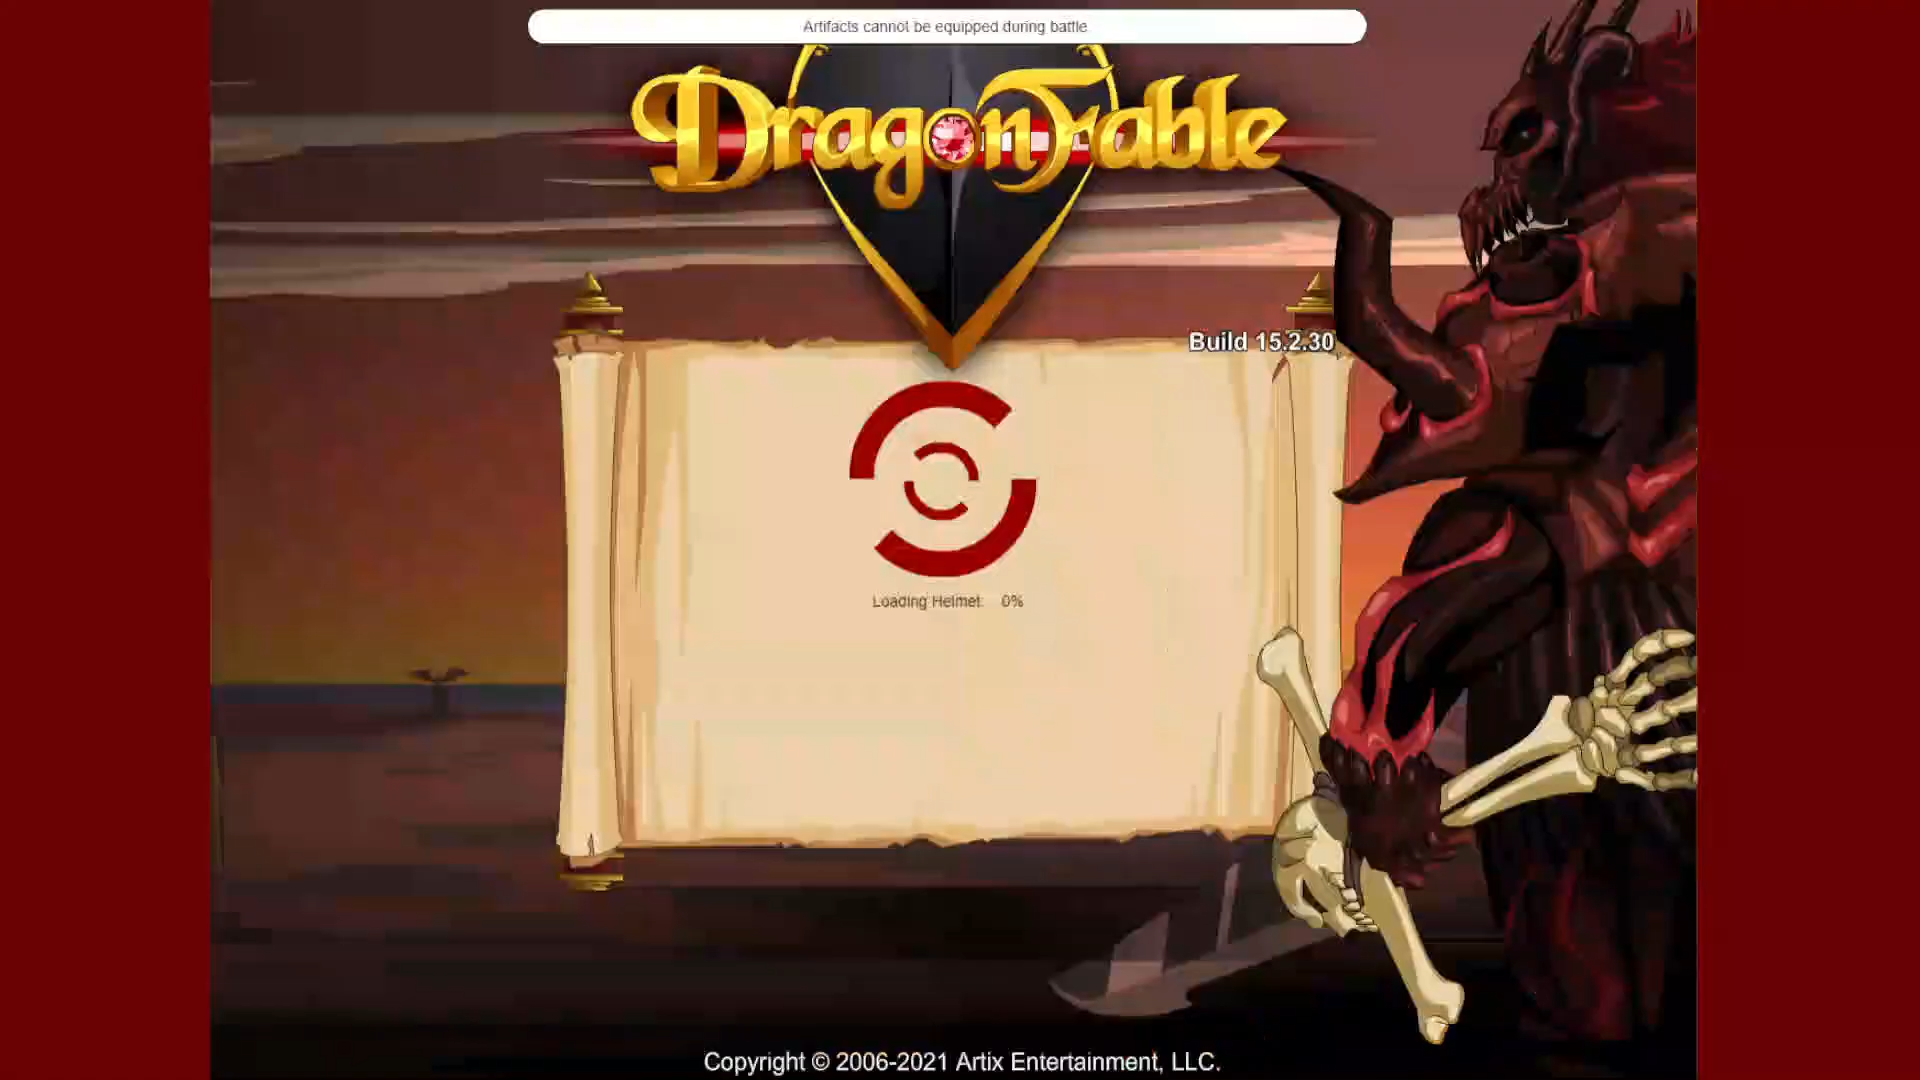 Artifacts cannot be equipped during battle
DragonFable
Build 15.2.30
Loading Helmet: 0%
Copyright © 2006-2021 Artix Entertainment, LLC.